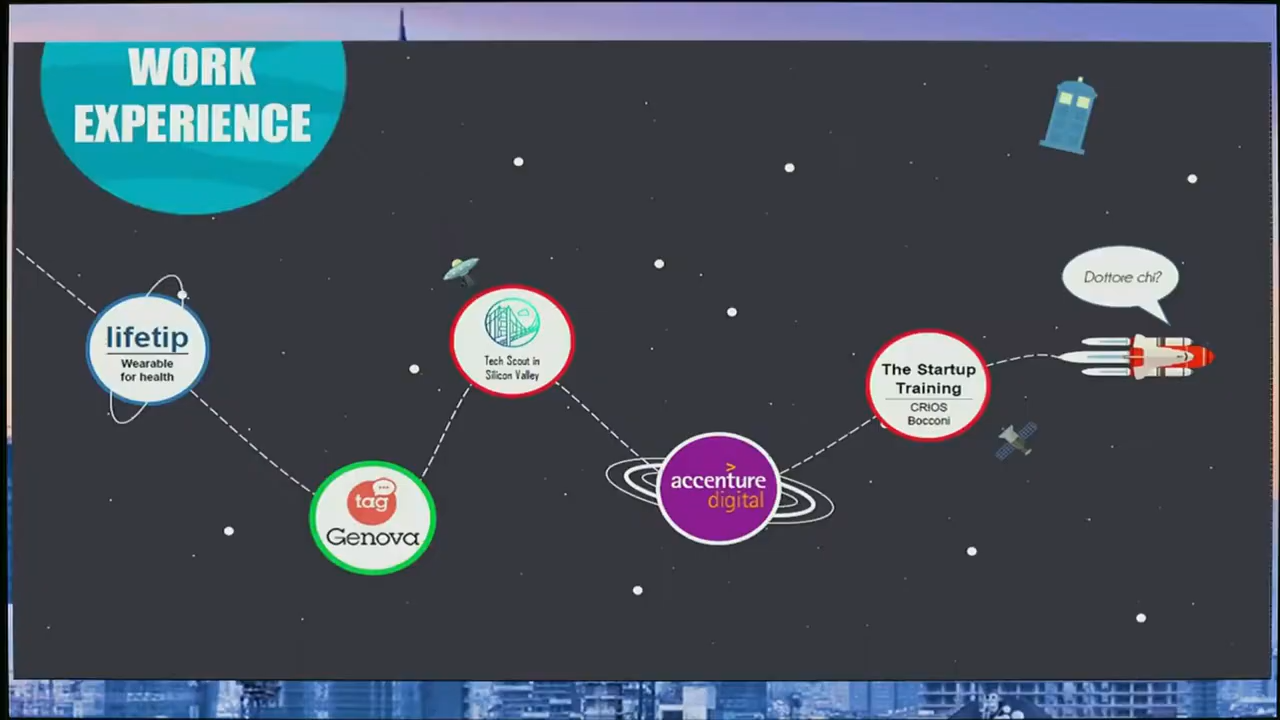 WORK
EXPERIENCE
Dottore chi?
lifetip
Wearable
for health
Tech Scout in
Silicon Valley
The Startup
Training
CRIOS
Bocconi
>
accenture
digital
tag
Genova